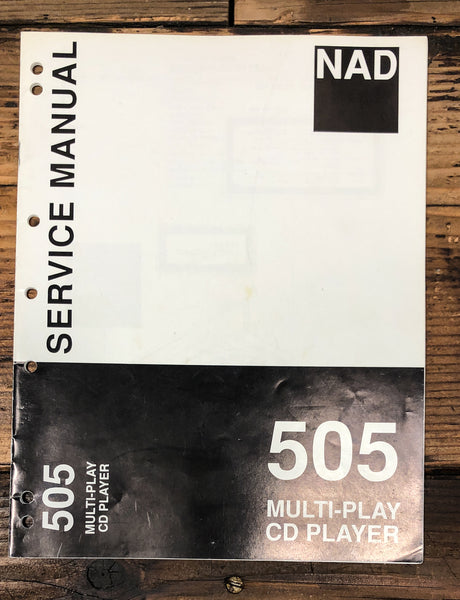 NAD
SERVICE MANUAL
505
MULTI-PLAY
CD PLAYER
505
MULTI-PLAY
CD PLAYER